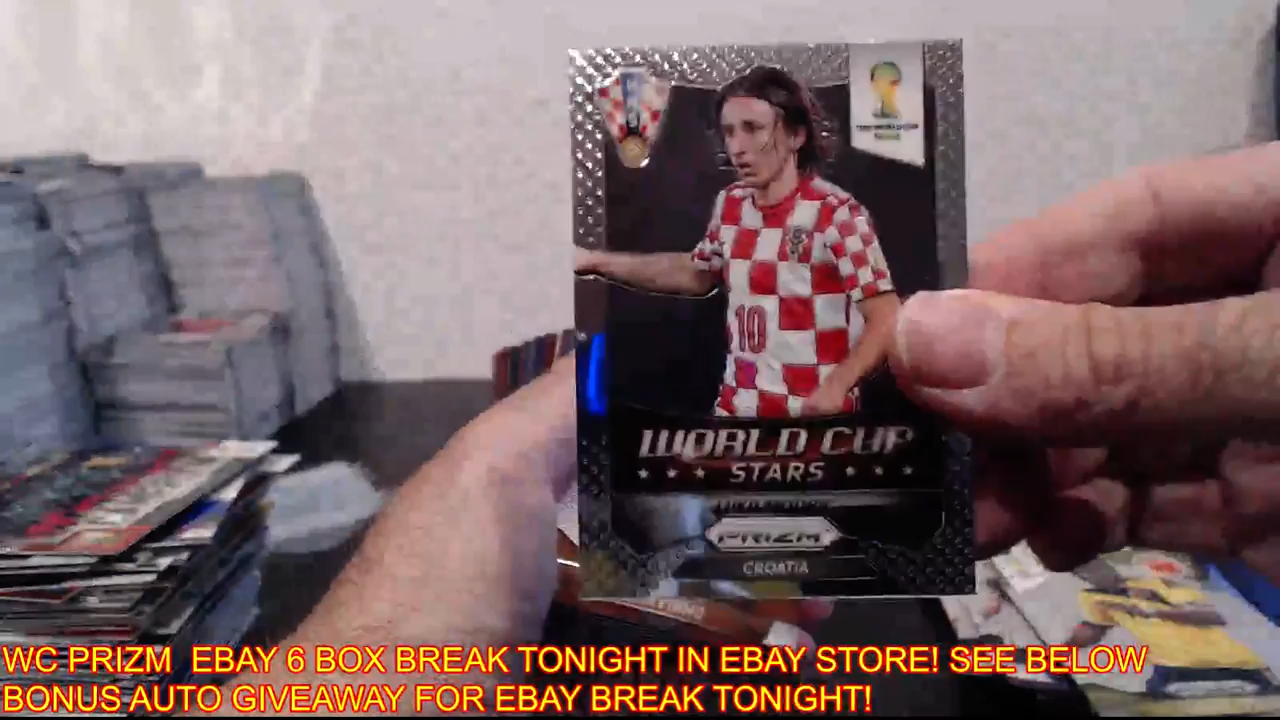 10
WORLD CUP
STARS
PRIZM
CROATIA
WC PRIZM EBAY 6 BOX BREAK TONIGHT IN EBAY STORE! SEE BELOW
BONUS AUTO GIVEAWAY FOR EBAY BREAK TONIGHT!